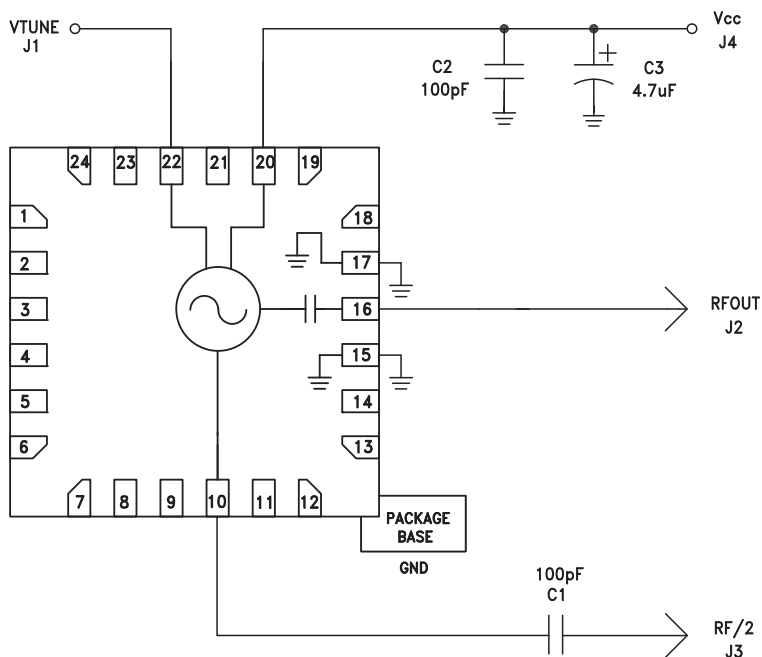 VTUNE
J1
Vcc
J4
C2
100pF
+
C3
4.7uF
24 23 22 21 20 19
1
18
2
17
3
16
RFOUT
J2
4
15
5
14
6
13
7 8 9 10 11 12
PACKAGE
BASE
GND
100pF
C1
RF/2
J3